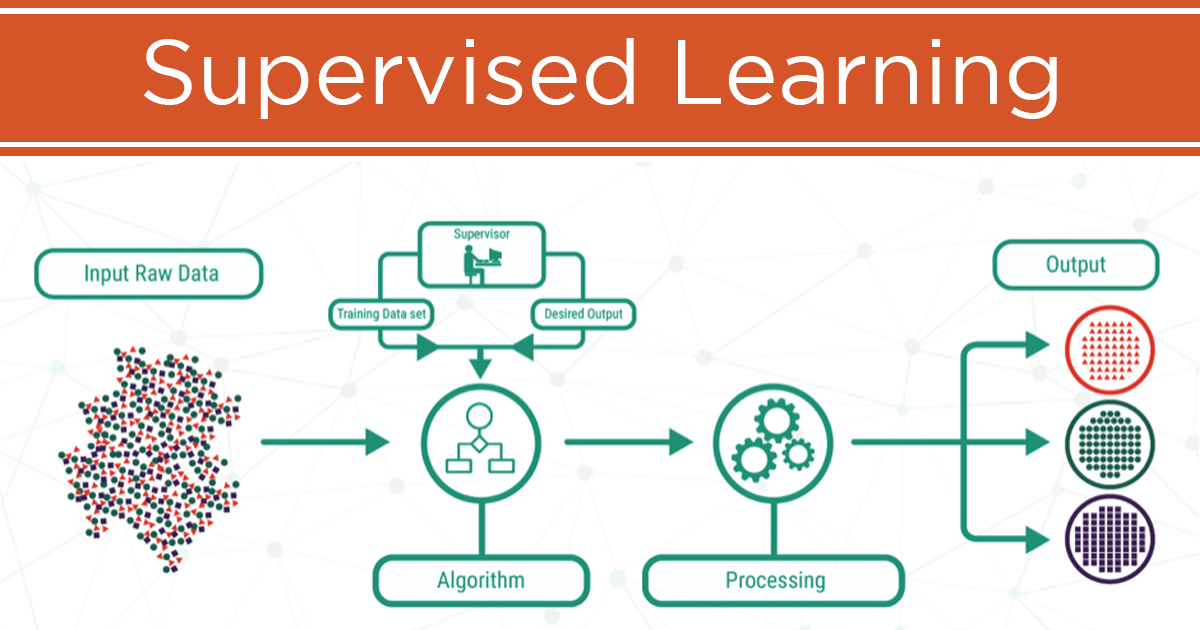 Supervised Learning
Input Raw Data
Supervisor
Training Data set
Desired Output
Algorithm
Processing
Output